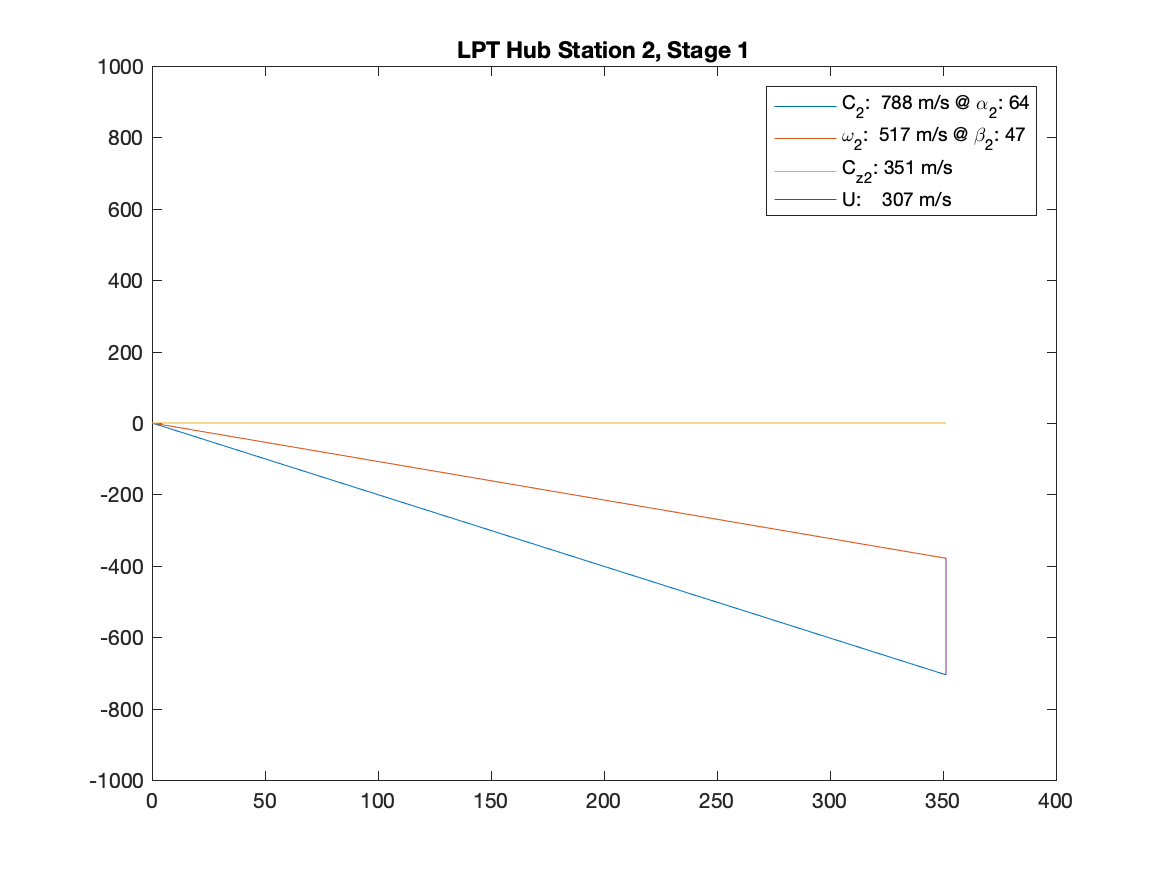 LPT Hub Station 2, Stage 1
1000
800
600
400
200
0
-200
-400
-600
-800
-1000
0 50 100 150 200 250 300 350 400
C2: 788 m/s @ α2: 64
ω2: 517 m/s @ β2: 47
Cz2: 351 m/s
U: 307 m/s